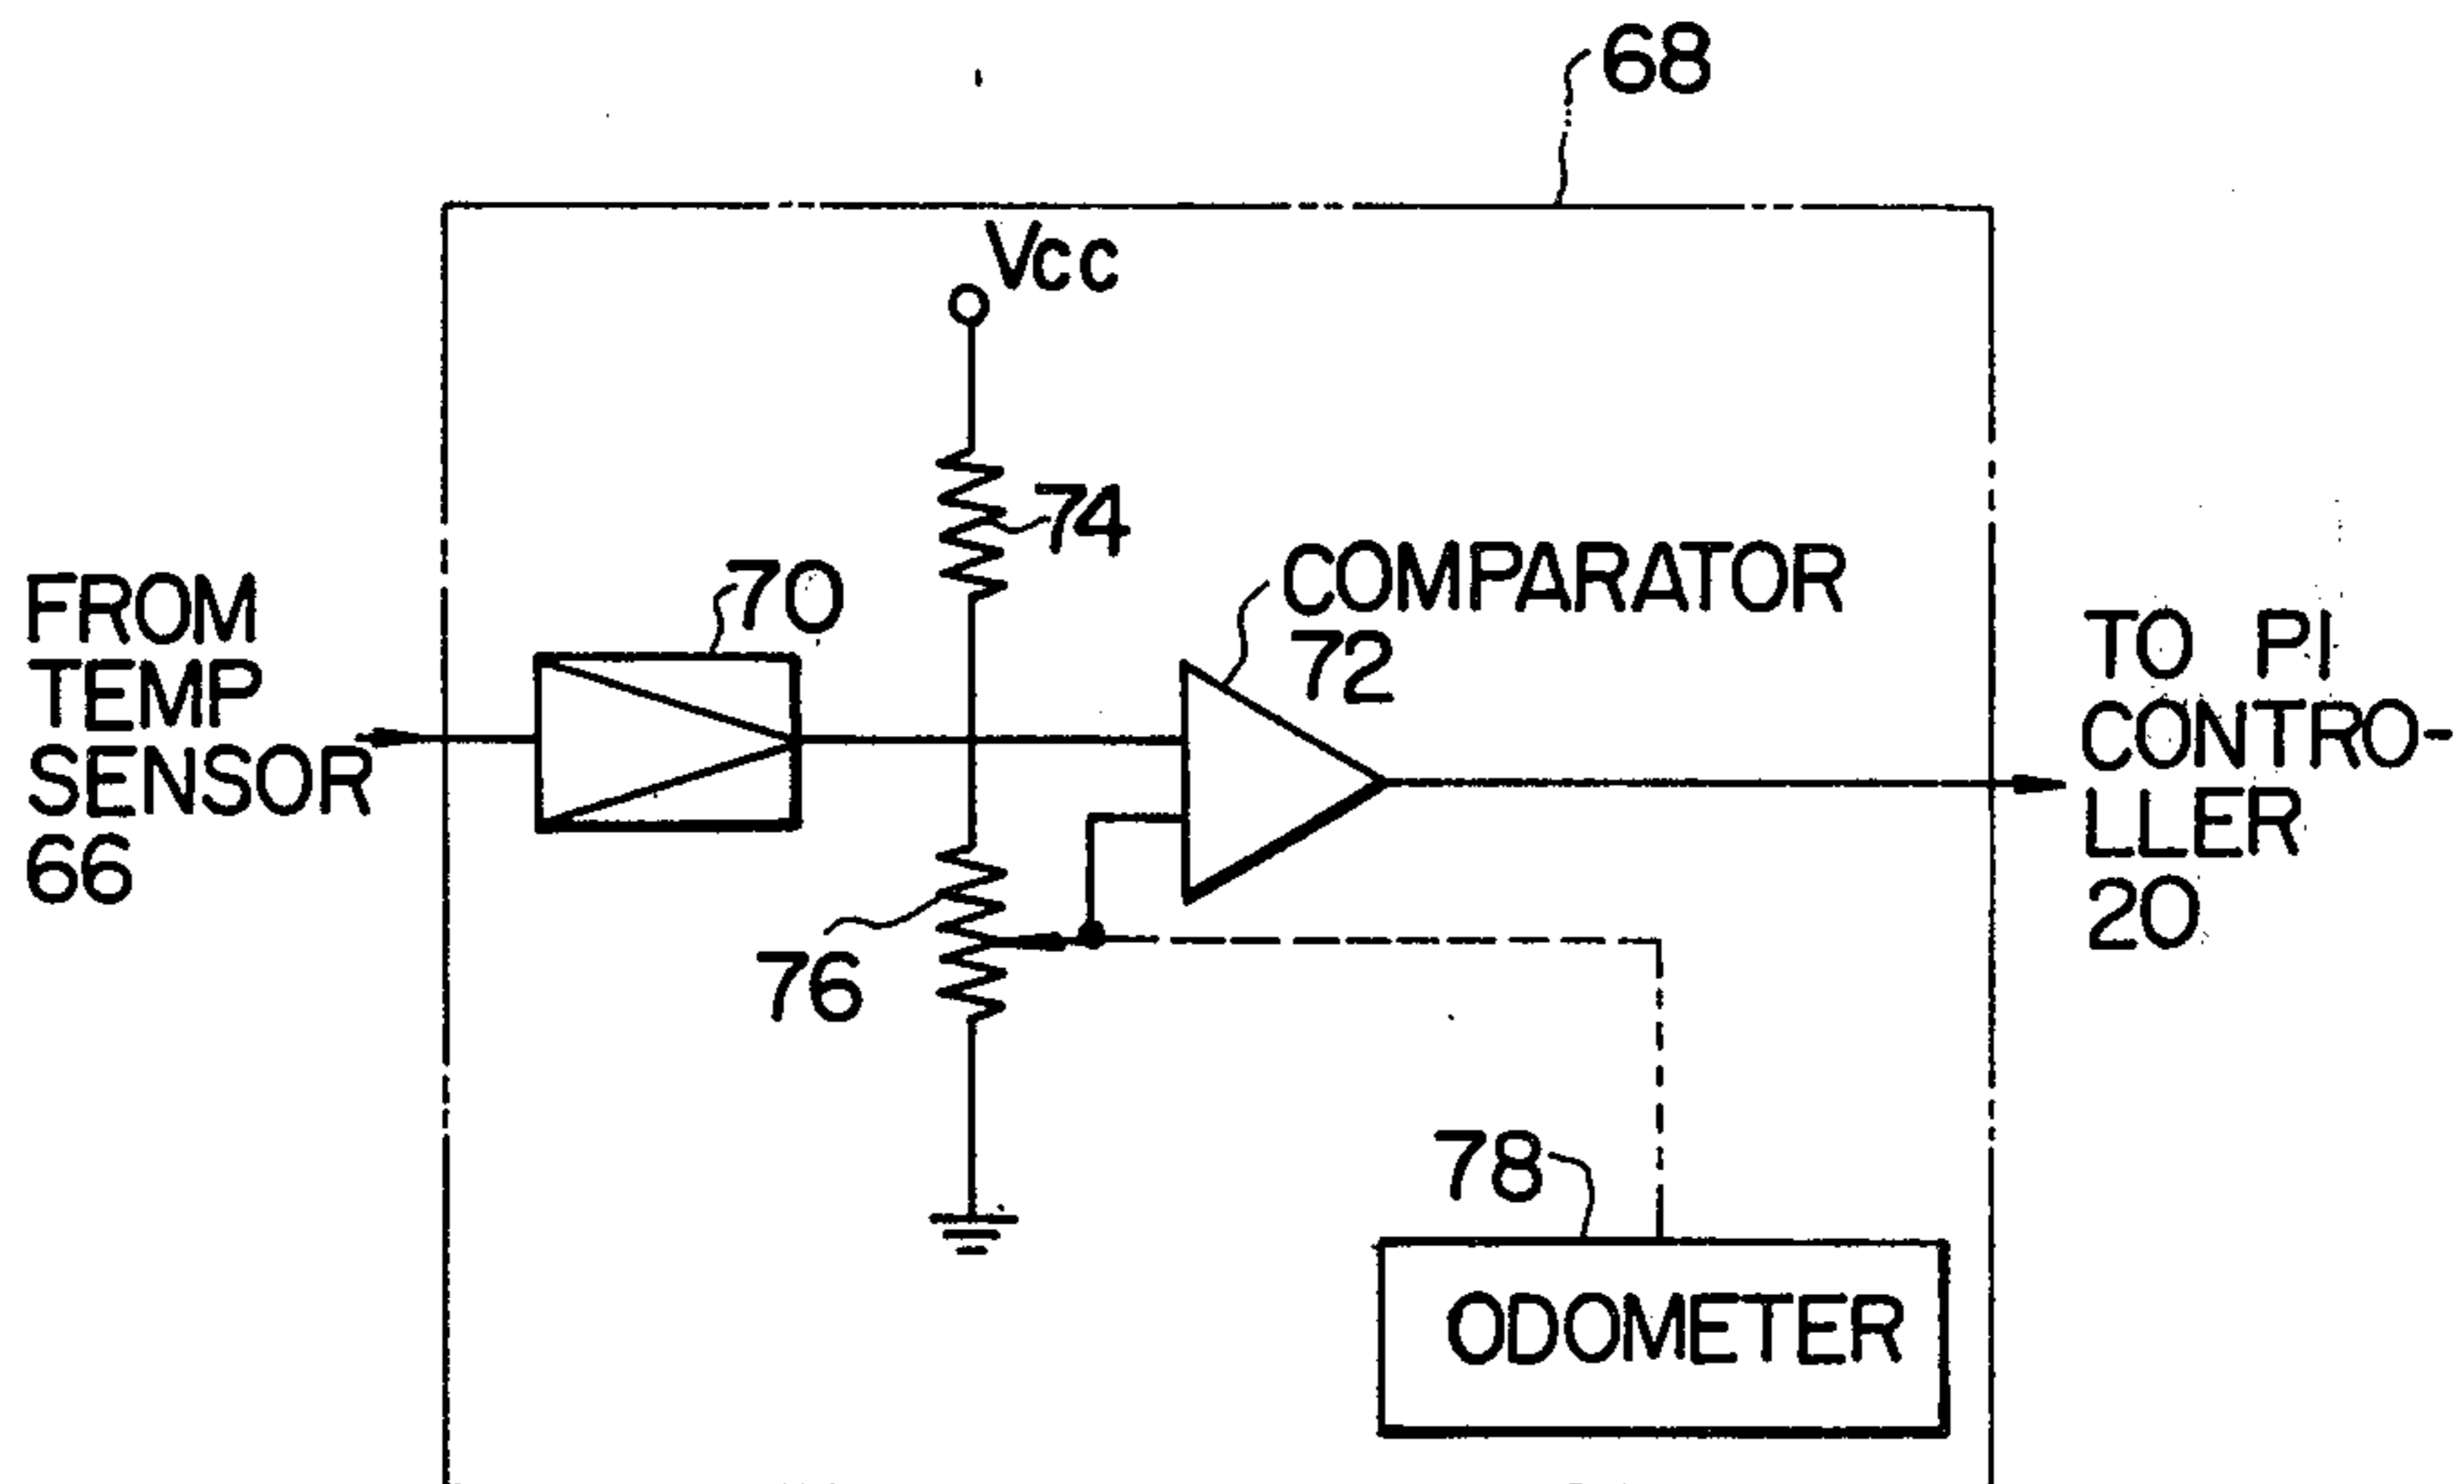 68
Vcc
74
70
COMPARATOR
72
FROM
TEMP
SENSOR
66
TO PI
CONTRO-
LLER
20
76
78
ODOMETER